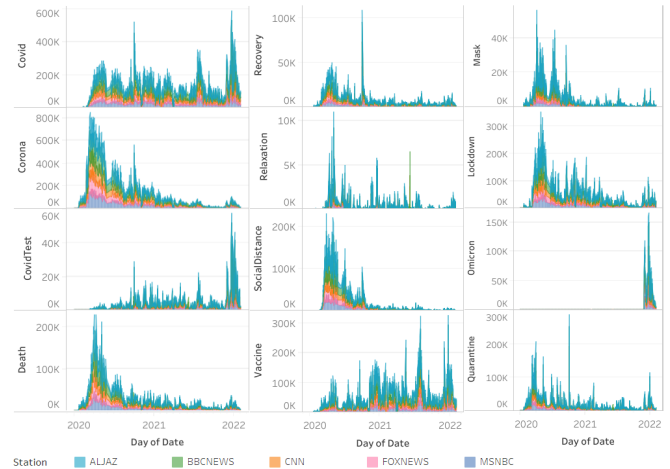 600K
400K
200K
0K
Covid
100K
50K
0K
Recovery
40K
20K
0K
Mask
800K
600K
400K
200K
0K
Corona
10K
5K
0K
Relaxation
300K
200K
100K
0K
Lockdown
60K
40K
20K
0K
CovidTest
200K
100K
0K
SocialDistance
150K
100K
50K
0K
Omicron
200K
100K
0K
Death
300K
200K
100K
0K
Vaccine
300K
200K
100K
0K
Quarantine
2020 2021 2022
2020 2021 2022
2020 2021 2022
Day of Date Day of Date Day of Date
Station ALJAZ BBCNEWS CNN FOXNEWS MSNBC